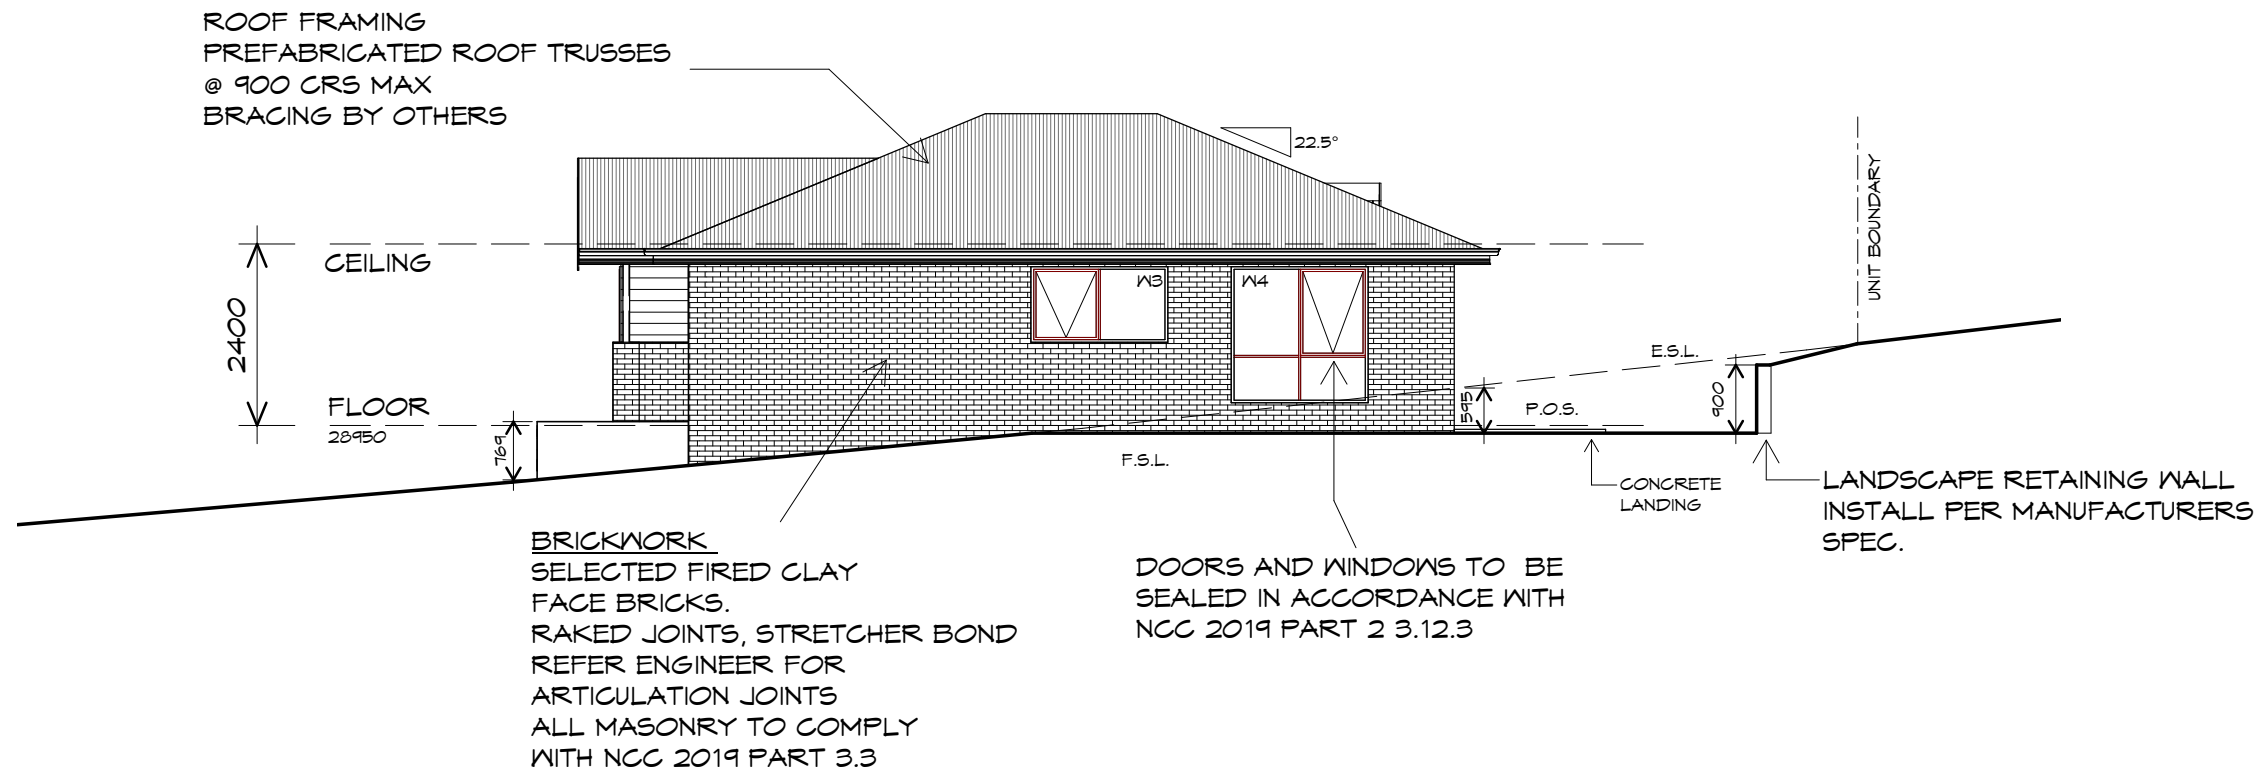 ROOF FRAMING
PREFABRICATED ROOF TRUSSES
@ 900 CRS MAX
BRACING BY OTHERS
22.5°
UNIT BOUNDARY
CEILING
2400
W3
W4
E.S.L.
FLOOR
28950
769
595
P.O.S.
900
F.S.L.
CONCRETE
LANDING
LANDSCAPE RETAINING WALL
INSTALL PER MANUFACTURERS
SPEC.
BRICKWORK
SELECTED FIRED CLAY
FACE BRICKS.
RAKED JOINTS, STRETCHER BOND
REFER ENGINEER FOR
ARTICULATION JOINTS
ALL MASONRY TO COMPLY
WITH NCC 2019 PART 3.3
DOORS AND WINDOWS TO BE
SEALED IN ACCORDANCE WITH
NCC 2019 PART 2 3.12.3